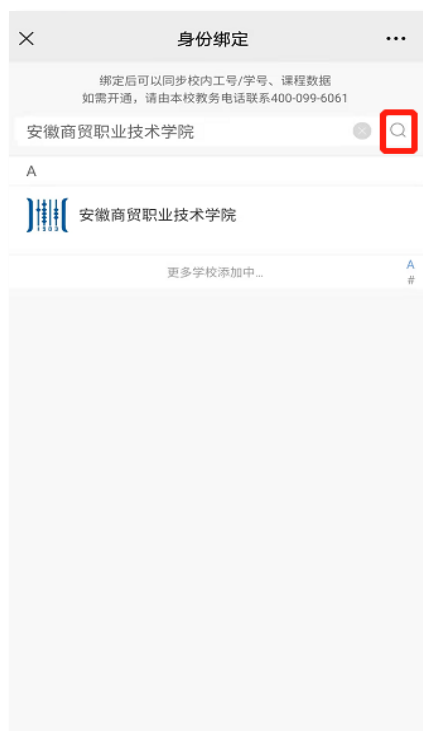 身份绑定
绑定后可以同步校内工号/学号、课程数据
如需开通，请由本校教务电话联系400-099-6061
安徽商贸职业技术学院
A
安徽商贸职业技术学院
1903
更多学校添加中...
A
#